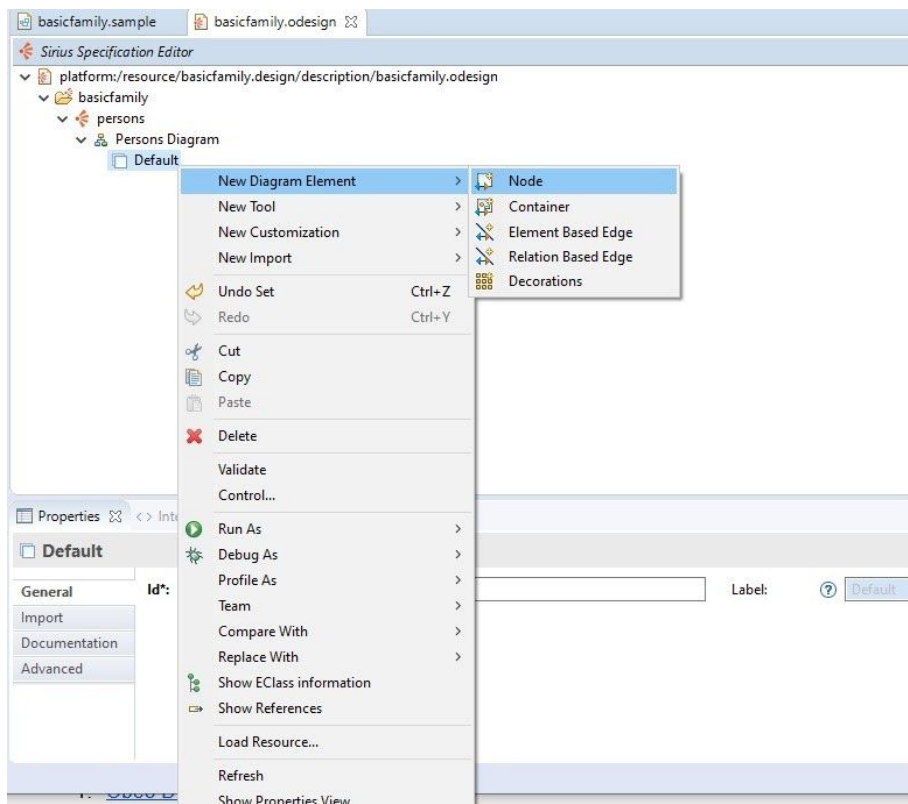 basicfamily.sample
basicfamily.odesign
Sirius Specification Editor
platform:/resource/basicfamily.design/description/basicfamily.odesign
basicfamily
persons
Persons Diagram
Default
New Diagram Element
New Tool
New Customization
New Import
Undo Set Ctrl+Z
Redo Ctrl+Y
Cut
Copy
Paste
Delete
Validate
Control...
Run As
Debug As
Profile As
Team
Compare With
Replace With
Show EClass information
Show References
Load Resource...
Refresh
Show Properties View
Node
Container
Element Based Edge
Relation Based Edge
Decorations
Properties
Default
General
Import
Documentation
Advanced
Id*:
Label:
Default